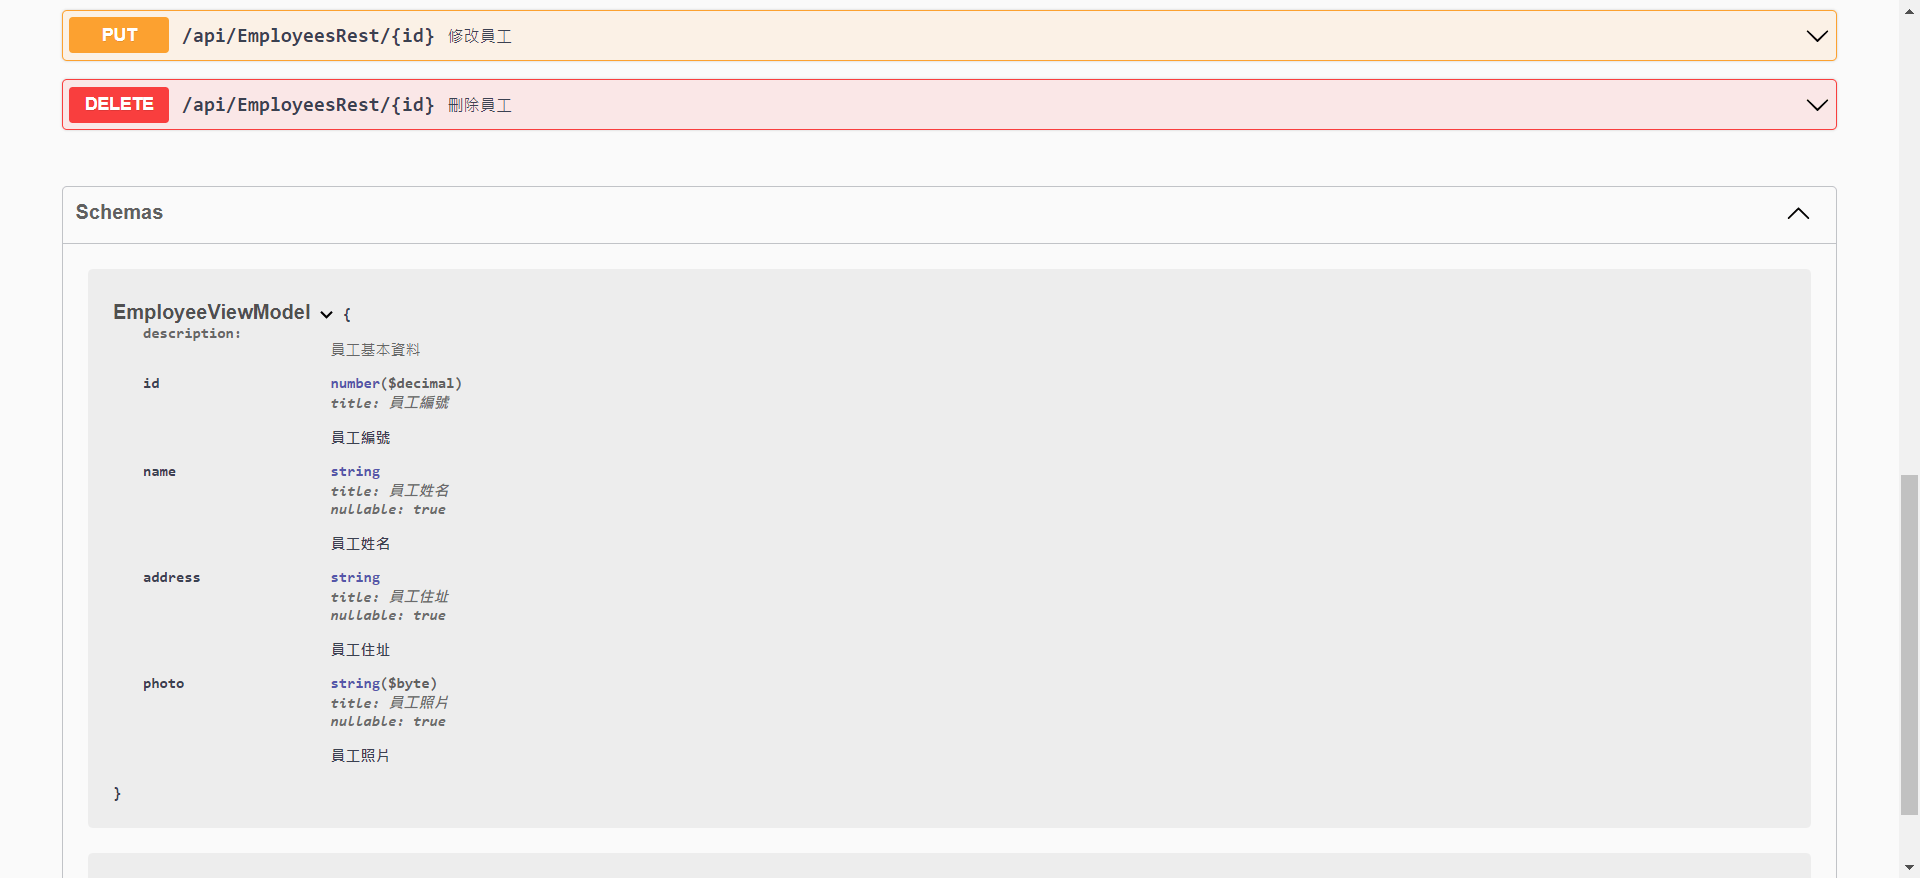 PUT /api/EmployeesRest/{id} 修改員工
DELETE /api/EmployeesRest/{id} 刪除員工
Schemas
EmployeeViewModel {
description:
員工基本資料
id number($decimal)
title: 員工編號
員工編號
name string
title: 員工姓名
nullable: true
員工姓名
address string
title: 員工住址
nullable: true
員工住址
photo string($byte)
title: 員工照片
nullable: true
員工照片
}